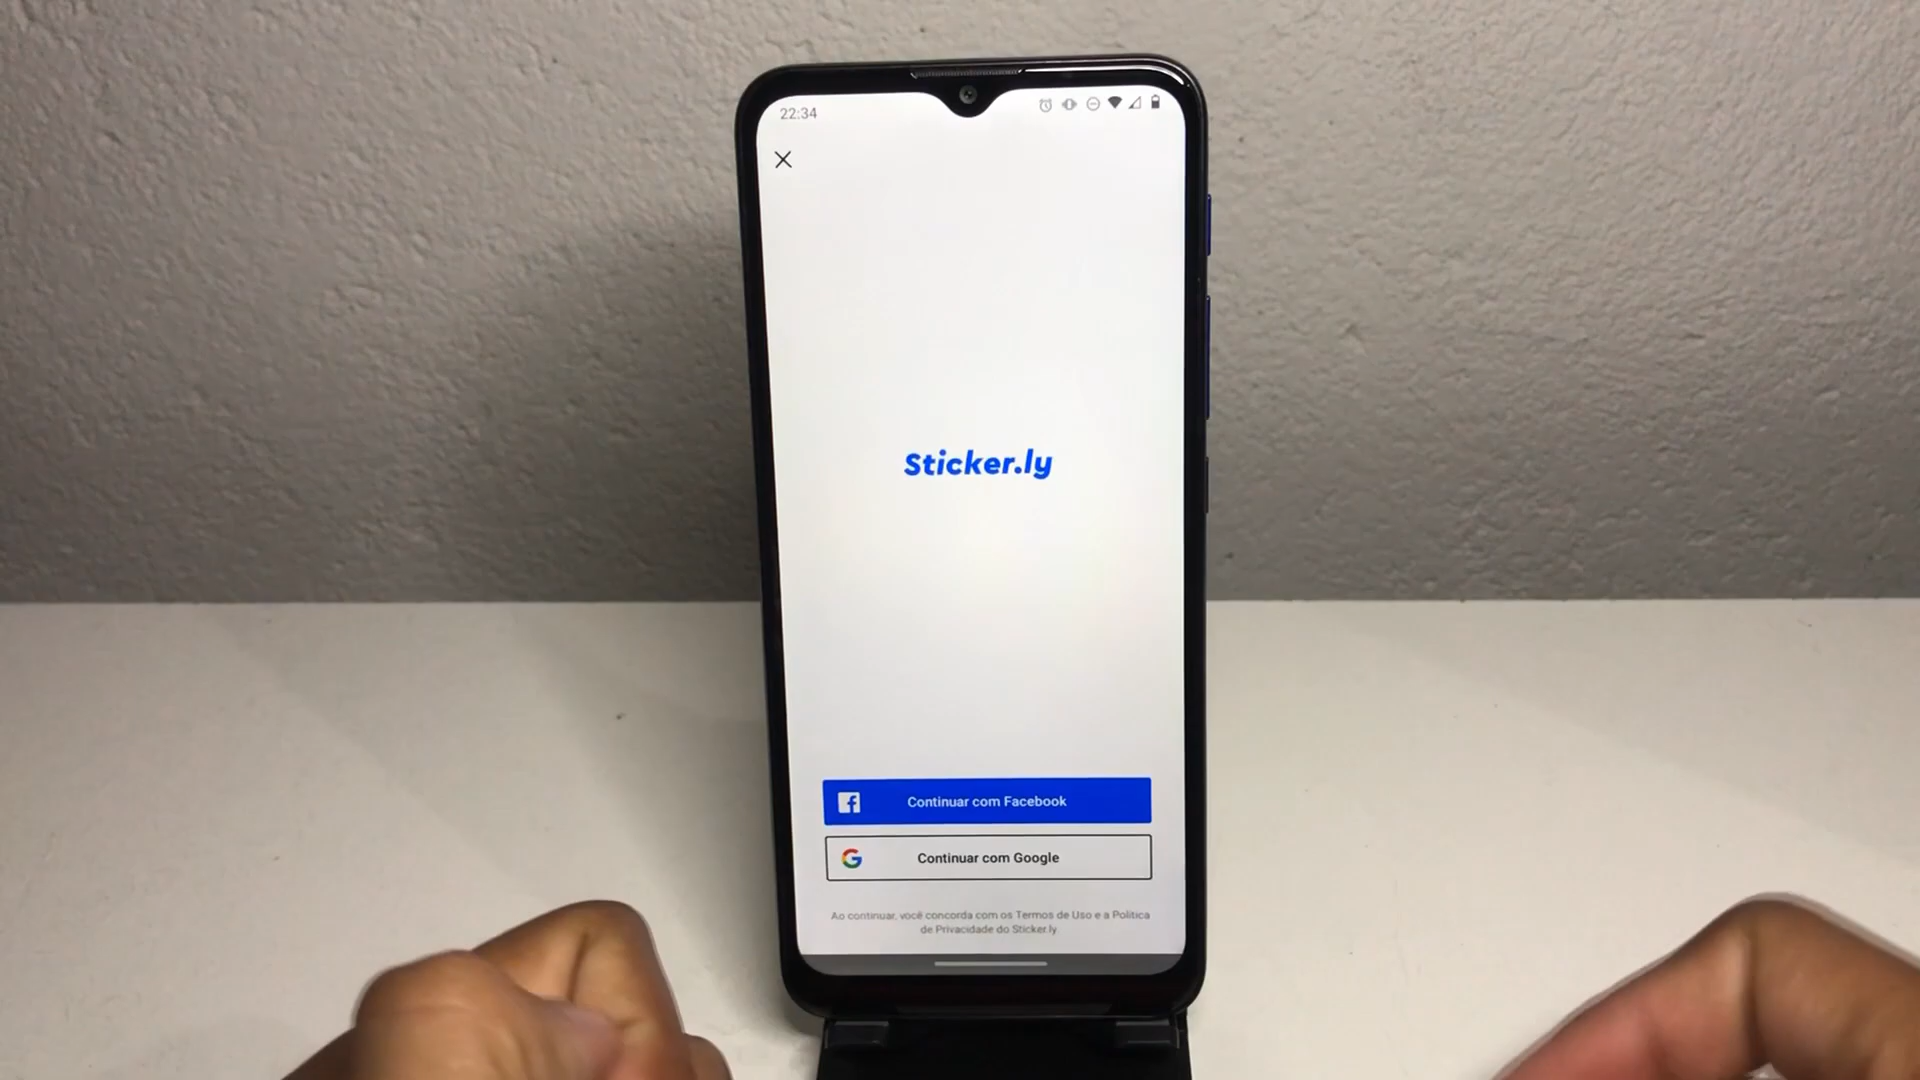 22:34
Sticker.ly
Continuar com Facebook
Continuar com Google
Ao continuar, você concorda com os Termos de Uso e a Política
de Privacidade do Sticker.ly